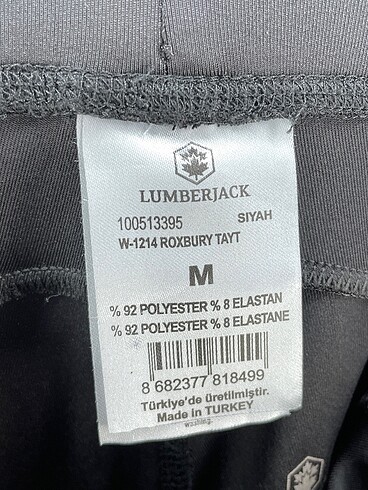 LUMBERJACK
100513395 SIYAH
W-1214 ROXBURY TAYT
M
% 92 POLYESTER % 8 ELASTAN
% 92 POLYESTER % 8 ELASTANE
8 682377 818499
Türkiye'de üretilmiştir.
Made in TURKEY
washing.